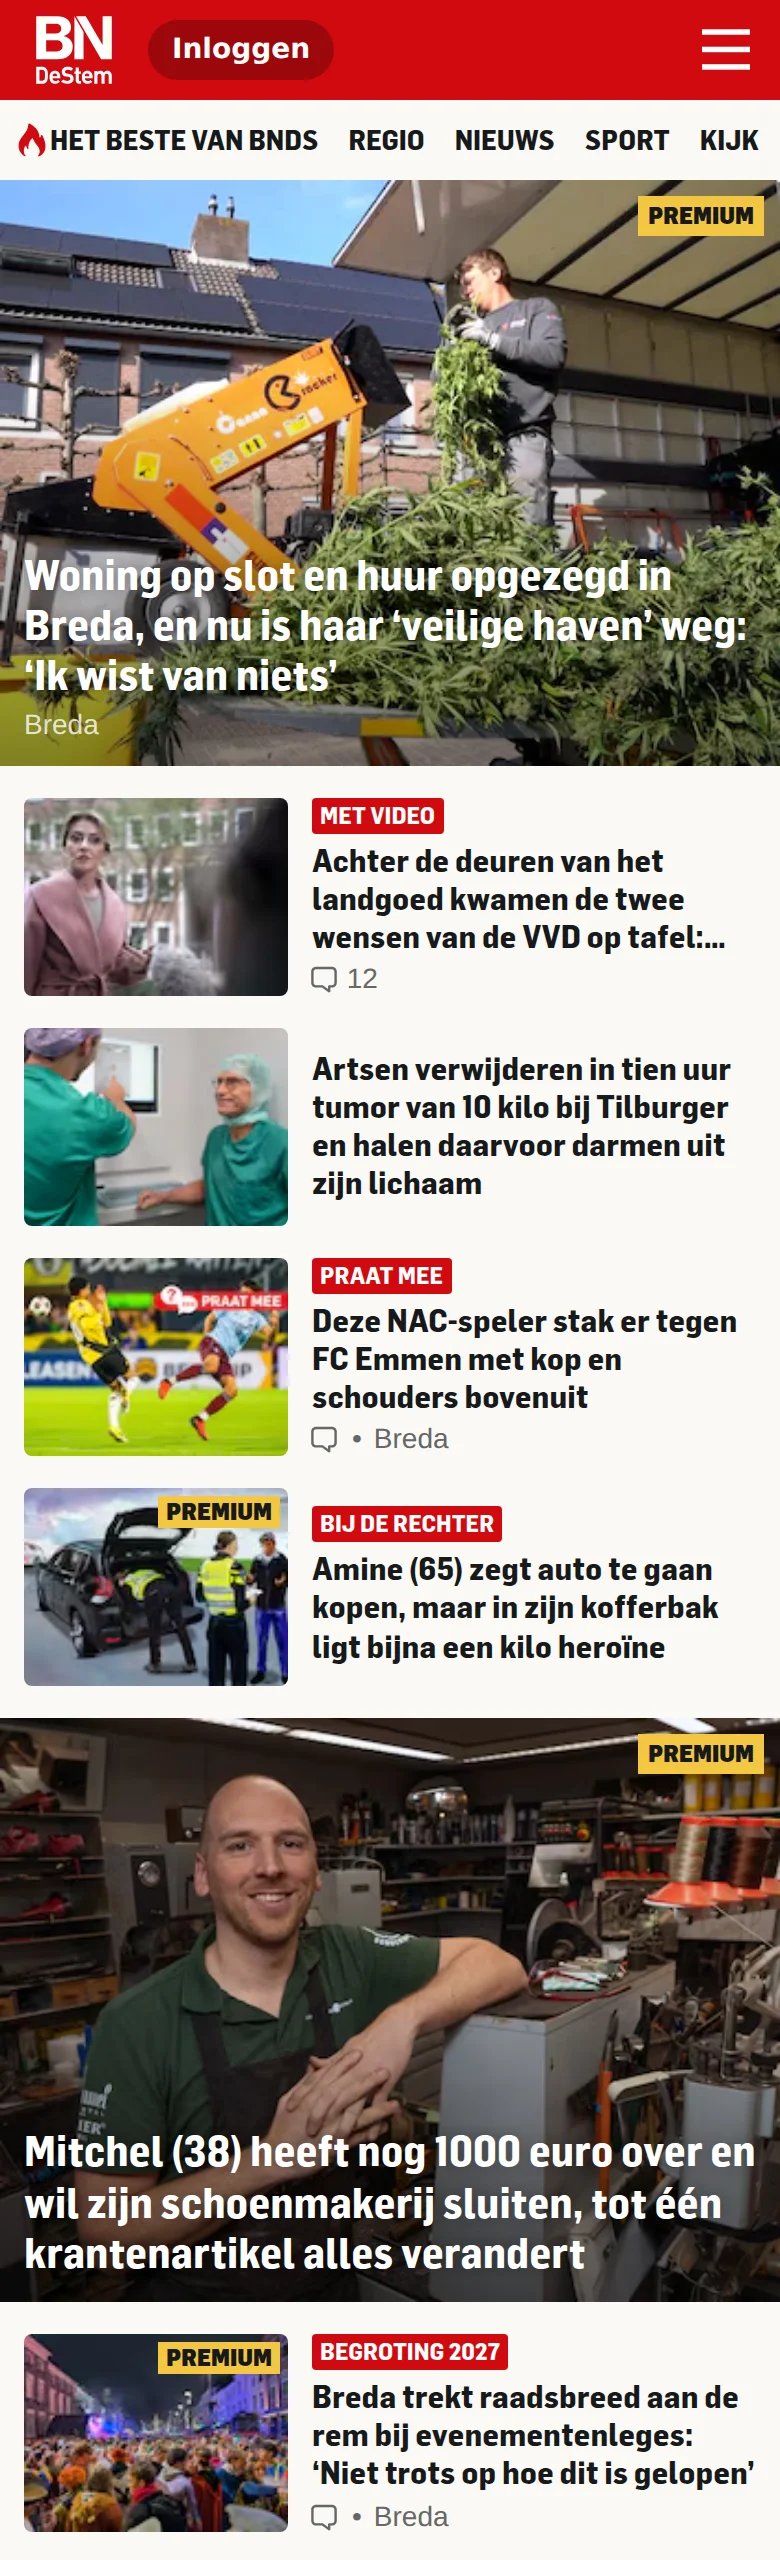 BN
DeStem
Inloggen
HET BESTE VAN BNDS REGIO NIEUWS SPORT KIJK
PREMIUM
Woning op slot en huur opgezegd in
Breda, en nu is haar ‘veilige haven’ weg:
‘Ik wist van niets’
Breda
MET VIDEO
Achter de deuren van het
landgoed kwamen de twee
wensen van de VVD op tafel:...
12
Artsen verwijderen in tien uur
tumor van 10 kilo bij Tilburger
en halen daarvoor darmen uit
zijn lichaam
PRAAT MEE
PRAAT MEE
Deze NAC-speler stak er tegen
FC Emmen met kop en
schouders bovenuit
• Breda
PREMIUM
BIJ DE RECHTER
Amine (65) zegt auto te gaan
kopen, maar in zijn kofferbak
ligt bijna een kilo heroïne
PREMIUM
Mitchel (38) heeft nog 1000 euro over en
wil zijn schoenmakerij sluiten, tot één
krantenartikel alles verandert
PREMIUM
BEGROTING 2027
Breda trekt raadsbreed aan de
rem bij evenementenleges:
‘Niet trots op hoe dit is gelopen’
• Breda